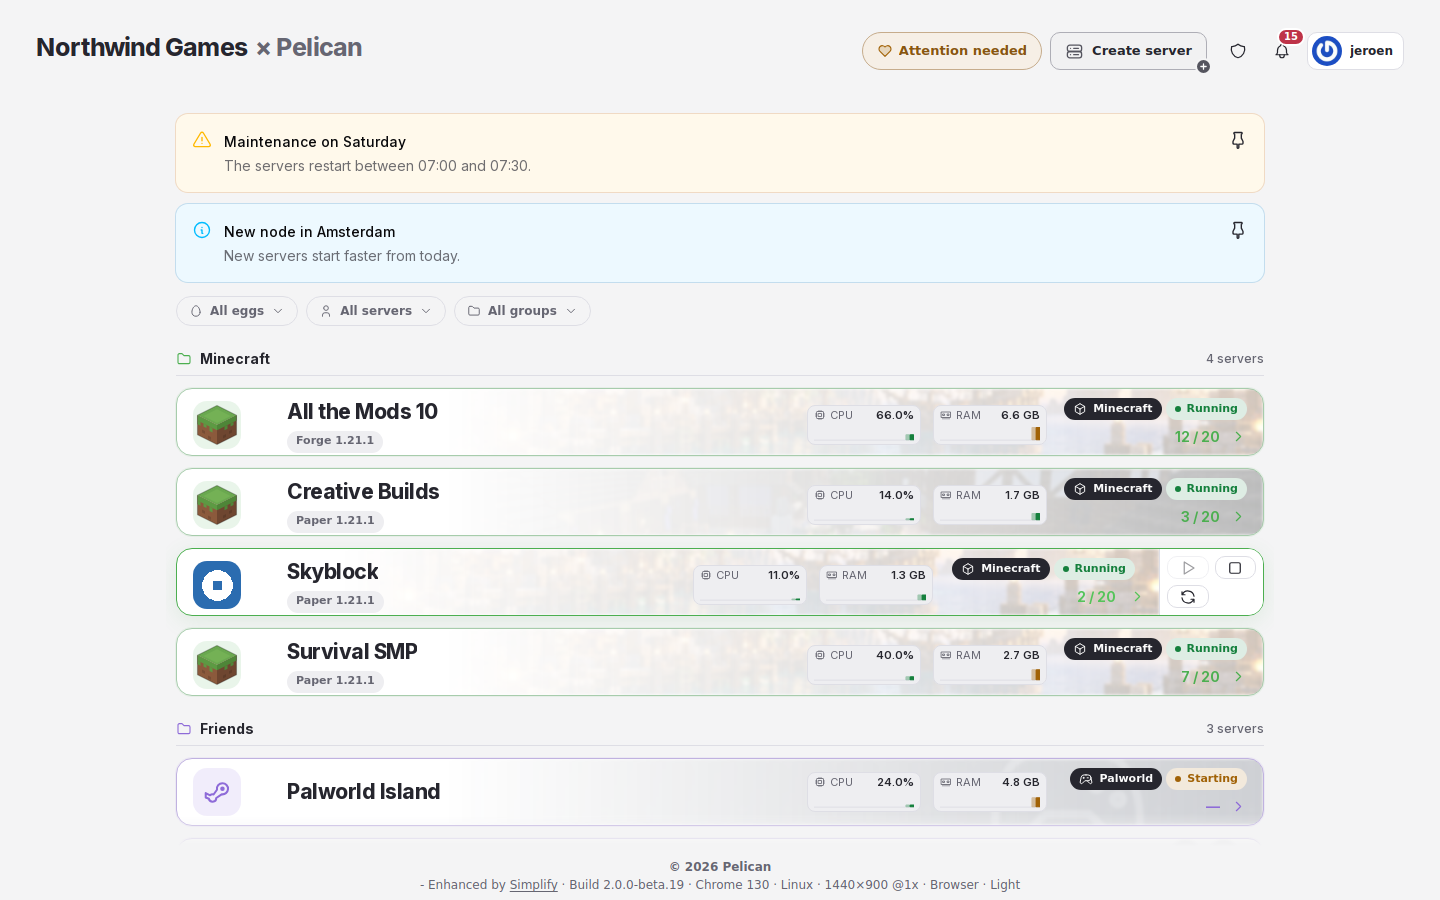 Northwind Games × Pelican
Attention needed
Create server
15
jeroen
Maintenance on Saturday
The servers restart between 07:00 and 07:30.
New node in Amsterdam
New servers start faster from today.
All eggs
All servers
All groups
Minecraft
4 servers
All the Mods 10
Forge 1.21.1
CPU 66.0%
RAM 6.6 GB
Minecraft
Running
12 / 20
Creative Builds
Paper 1.21.1
CPU 14.0%
RAM 1.7 GB
Minecraft
Running
3 / 20
Skyblock
Paper 1.21.1
CPU 11.0%
RAM 1.3 GB
Minecraft
Running
2 / 20
Survival SMP
Paper 1.21.1
CPU 40.0%
RAM 2.7 GB
Minecraft
Running
7 / 20
Friends
3 servers
Palworld Island
CPU 24.0%
RAM 4.8 GB
Palworld
Starting
—
© 2026 Pelican
- Enhanced by Simplify · Build 2.0.0-beta.19 · Chrome 130 · Linux · 1440×900 @1x · Browser · Light